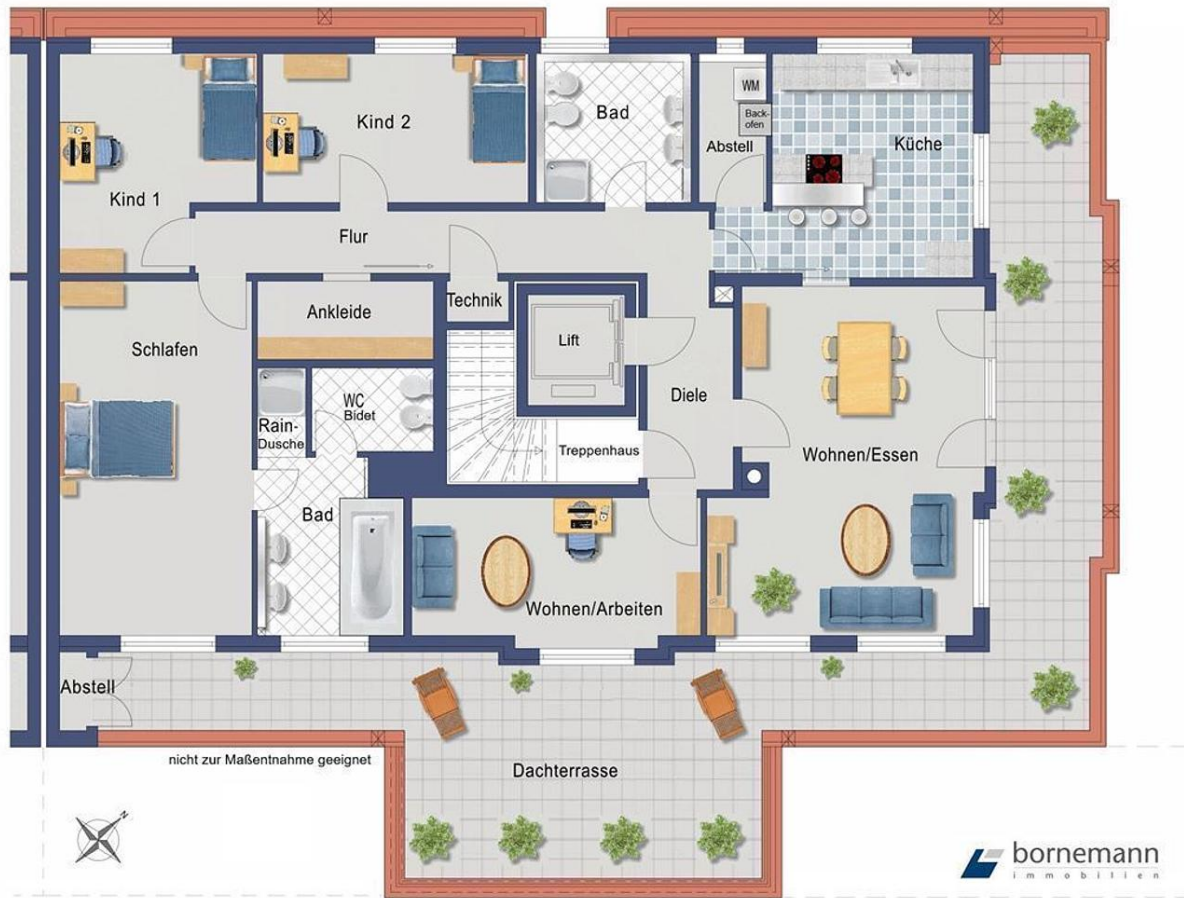 Kind 1
Kind 2
Bad
WM
Back-
ofen
Abstell
Küche
Flur
Technik
Ankleide
Lift
Schlafen
Diele
WC
Bidet
Rain-
Dusche
Treppenhaus
Wohnen/Essen
Bad
Wohnen/Arbeiten
Abstell
nicht zur Maßentnahme geeignet
Dachterrasse
N
bornemann
immobilien